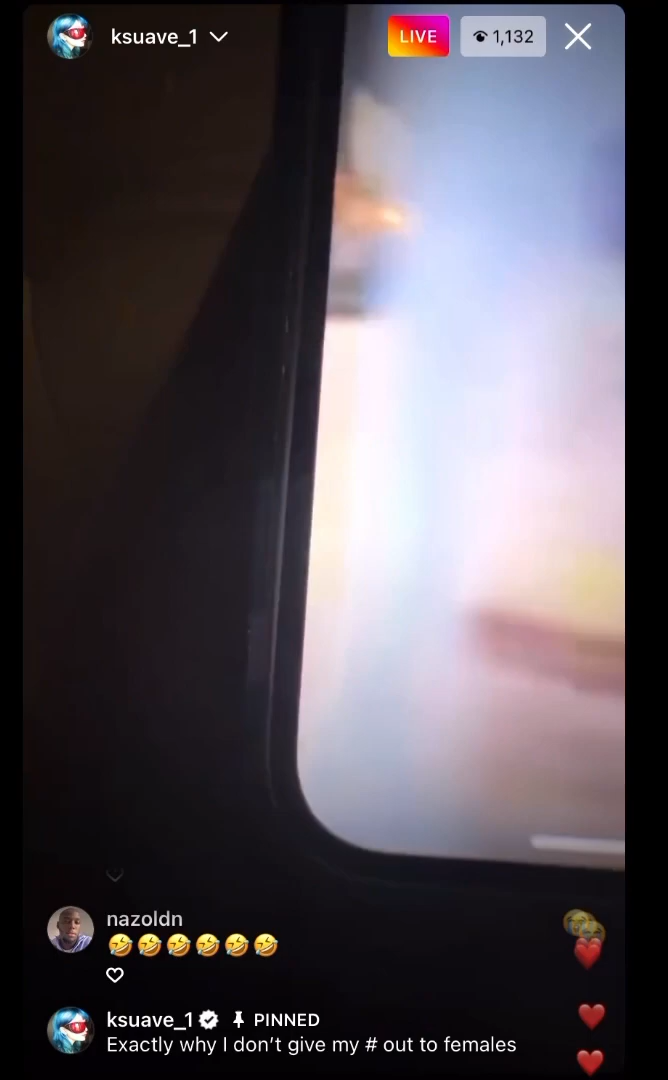 ksuave_1
LIVE
1,132
nazoldn
🤣🤣🤣🤣🤣🤣
ksuave_1 PINNED
Exactly why I don’t give my # out to females